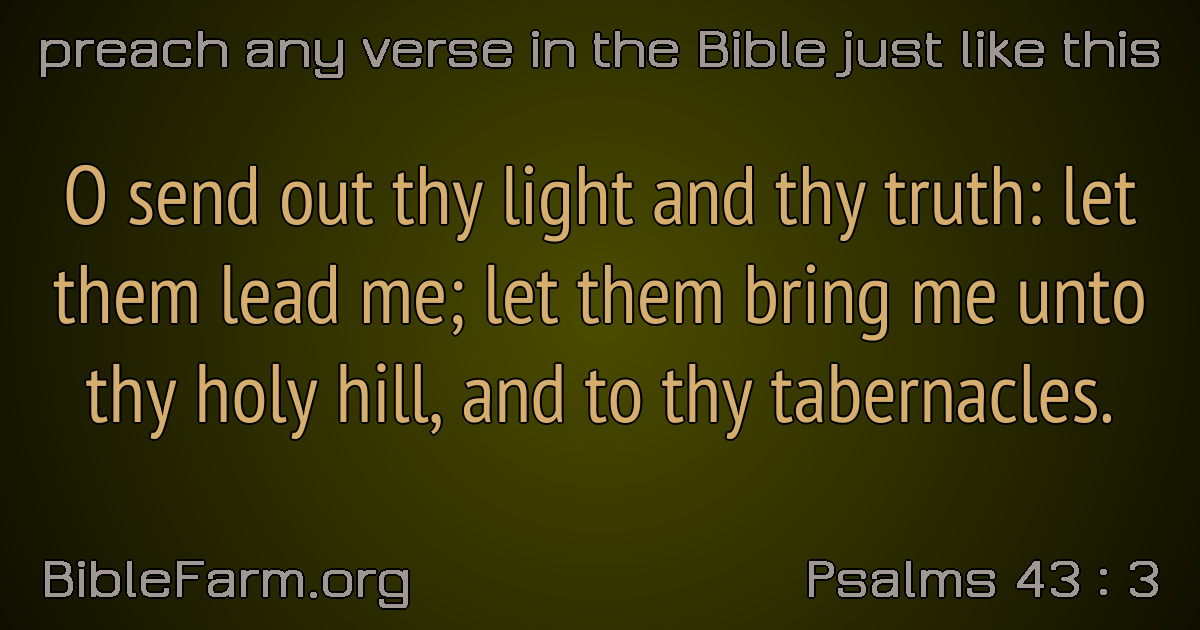 preach any verse in the Bible just like this
O send out thy light and thy truth: let
them lead me; let them bring me unto
thy holy hill, and to thy tabernacles.
BibleFarm.org
Psalms 43 : 3